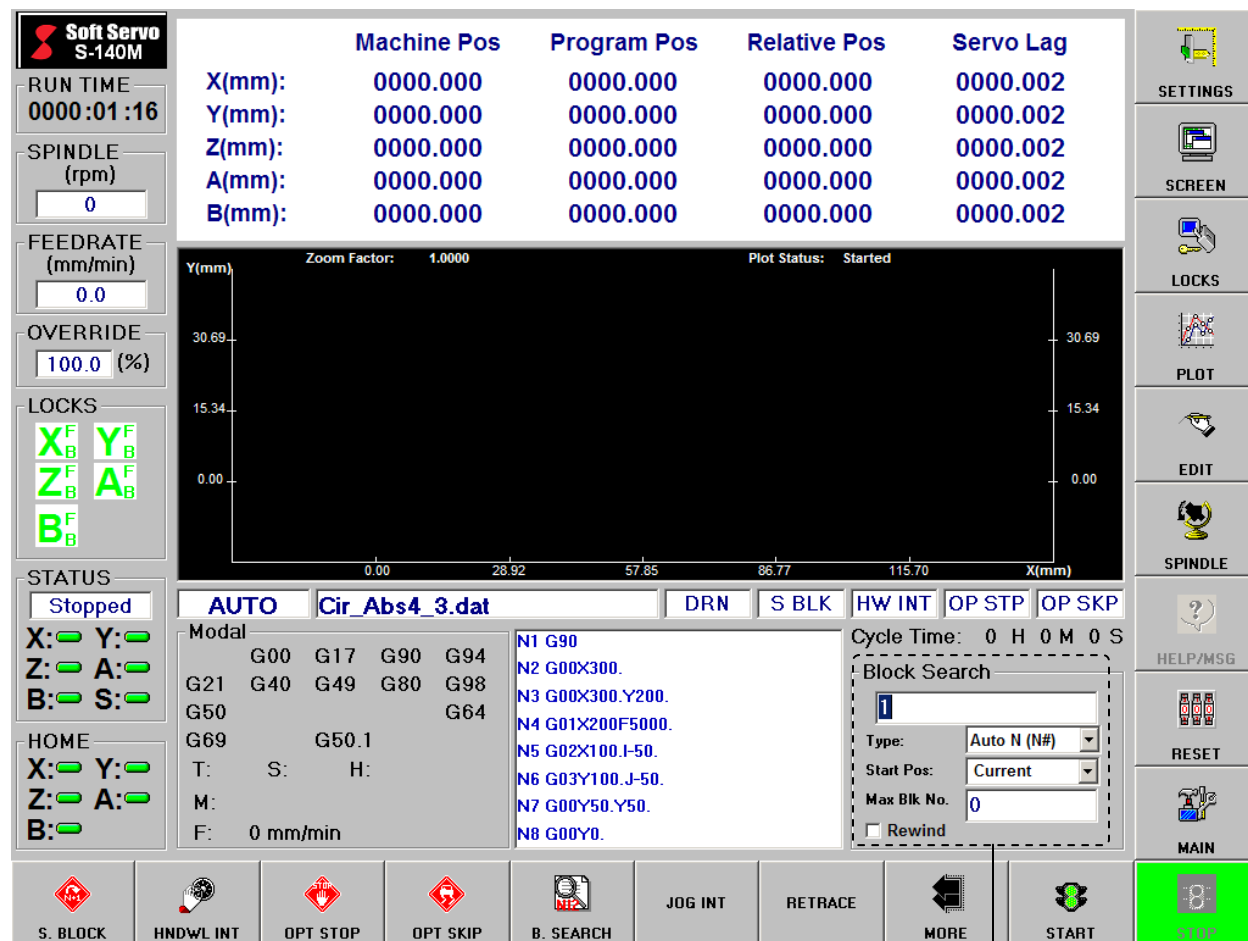 Soft Servo
S-140M
RUN TIME
0000:01:16
SPINDLE
(rpm)
0
FEEDRATE
(mm/min)
0.0
OVERRIDE
100.0 (%)
LOCKS
X F B Y F B
Z F B A F B
B F B
STATUS
Stopped
X: Y:
Z: A:
B: S:
HOME
X: Y:
Z: A:
B:
Machine Pos Program Pos Relative Pos Servo Lag
X(mm): 0000.000 0000.000 0000.000 0000.002
Y(mm): 0000.000 0000.000 0000.000 0000.002
Z(mm): 0000.000 0000.000 0000.000 0000.002
A(mm): 0000.000 0000.000 0000.000 0000.002
B(mm): 0000.000 0000.000 0000.000 0000.002
Y(mm) Zoom Factor: 1.0000 Plot Status: Started
30.69 30.69
15.34 15.34
0.00 0.00
0.00 28.92 57.85 86.77 115.70 X(mm)
AUTO Cir_Abs4_3.dat DRN S BLK HW INT OP STP OP SKP
Modal
G00 G17 G90 G94
G21 G40 G49 G80 G98
G50 G64
G69 G50.1
T: S: H:
M:
F: 0 mm/min
N1 G90
N2 G00X300.
N3 G00X300.Y200.
N4 G01X200F5000.
N5 G02X100.I-50.
N6 G03Y100.J-50.
N7 G00Y50.Y50.
N8 G00Y0.
Cycle Time: 0 H 0 M 0 S
Block Search
1
Type: Auto N (N#)
Start Pos: Current
Max Blk No. 0
Rewind
SETTINGS
SCREEN
LOCKS
PLOT
EDIT
SPINDLE
HELP/MSG
RESET
MAIN
N+1
S. BLOCK
HNDWL INT
STOP
OPT STOP
OPT SKIP
N12
B. SEARCH
JOG INT
RETRACE
MORE
START
STOP